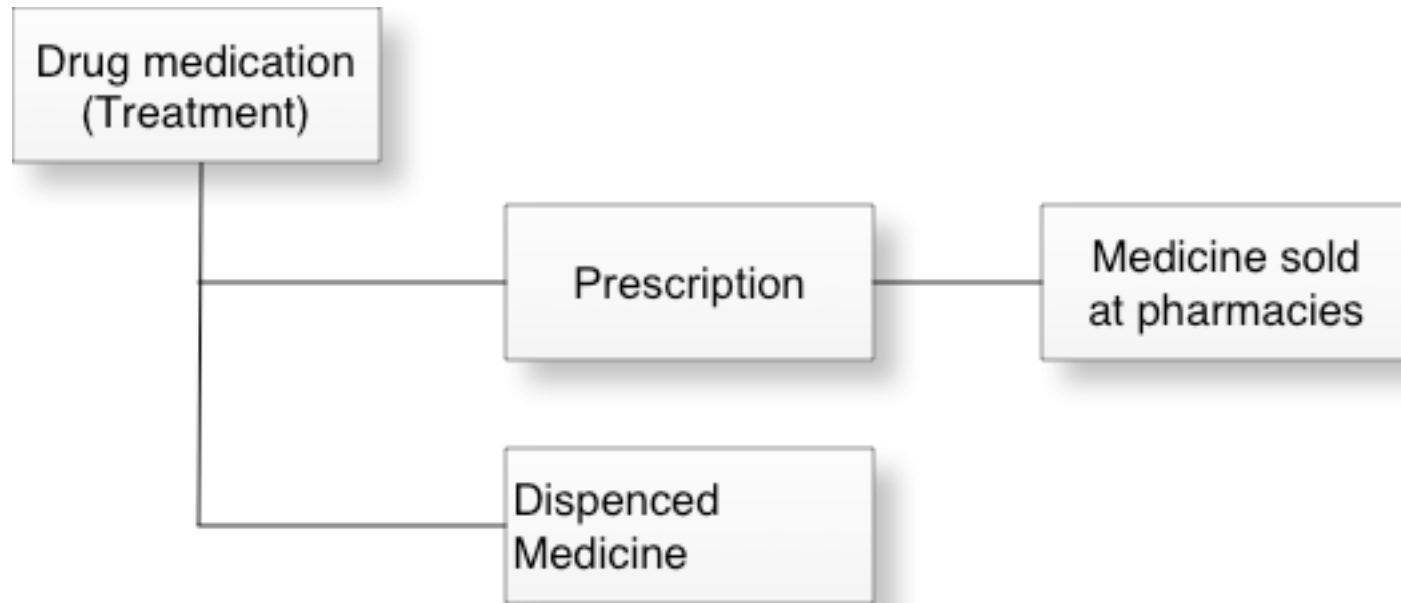 Drug medication
(Treatment)
Prescription
Medicine sold
at pharmacies
Dispenced
Medicine